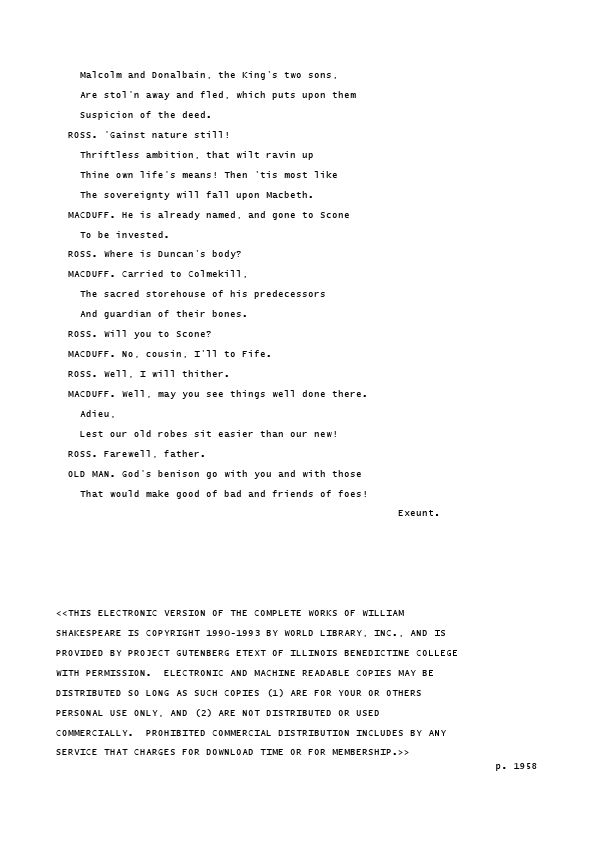 Malcolm and Donalbain, the King's two sons,
Are stol'n away and fled, which puts upon them
Suspicion of the deed.
ROSS. 'Gainst nature still!
Thriftless ambition, that wilt ravin up
Thine own life's means! Then 'tis most like
The sovereignty will fall upon Macbeth.
MACDUFF. He is already named, and gone to Scone
To be invested.
ROSS. Where is Duncan's body?
MACDUFF. Carried to Colmekill,
The sacred storehouse of his predecessors
And guardian of their bones.
ROSS. Will you to Scone?
MACDUFF. No, cousin, I'll to Fife.
ROSS. Well, I will thither.
MACDUFF. Well, may you see things well done there.
Adieu,
Lest our old robes sit easier than our new!
ROSS. Farewell, father.
OLD MAN. God's benison go with you and with those
That would make good of bad and friends of foes!
Exeunt.
<<THIS ELECTRONIC VERSION OF THE COMPLETE WORKS OF WILLIAM
SHAKESPEARE IS COPYRIGHT 1990-1993 BY WORLD LIBRARY, INC., AND IS
PROVIDED BY PROJECT GUTENBERG ETEXT OF ILLINOIS BENEDICTINE COLLEGE
WITH PERMISSION.  ELECTRONIC AND MACHINE READABLE COPIES MAY BE
DISTRIBUTED SO LONG AS SUCH COPIES (1) ARE FOR YOUR OR OTHERS
PERSONAL USE ONLY, AND (2) ARE NOT DISTRIBUTED OR USED
COMMERCIALLY.  PROHIBITED COMMERCIAL DISTRIBUTION INCLUDES BY ANY
SERVICE THAT CHARGES FOR DOWNLOAD TIME OR FOR MEMBERSHIP.>>
p. 1958